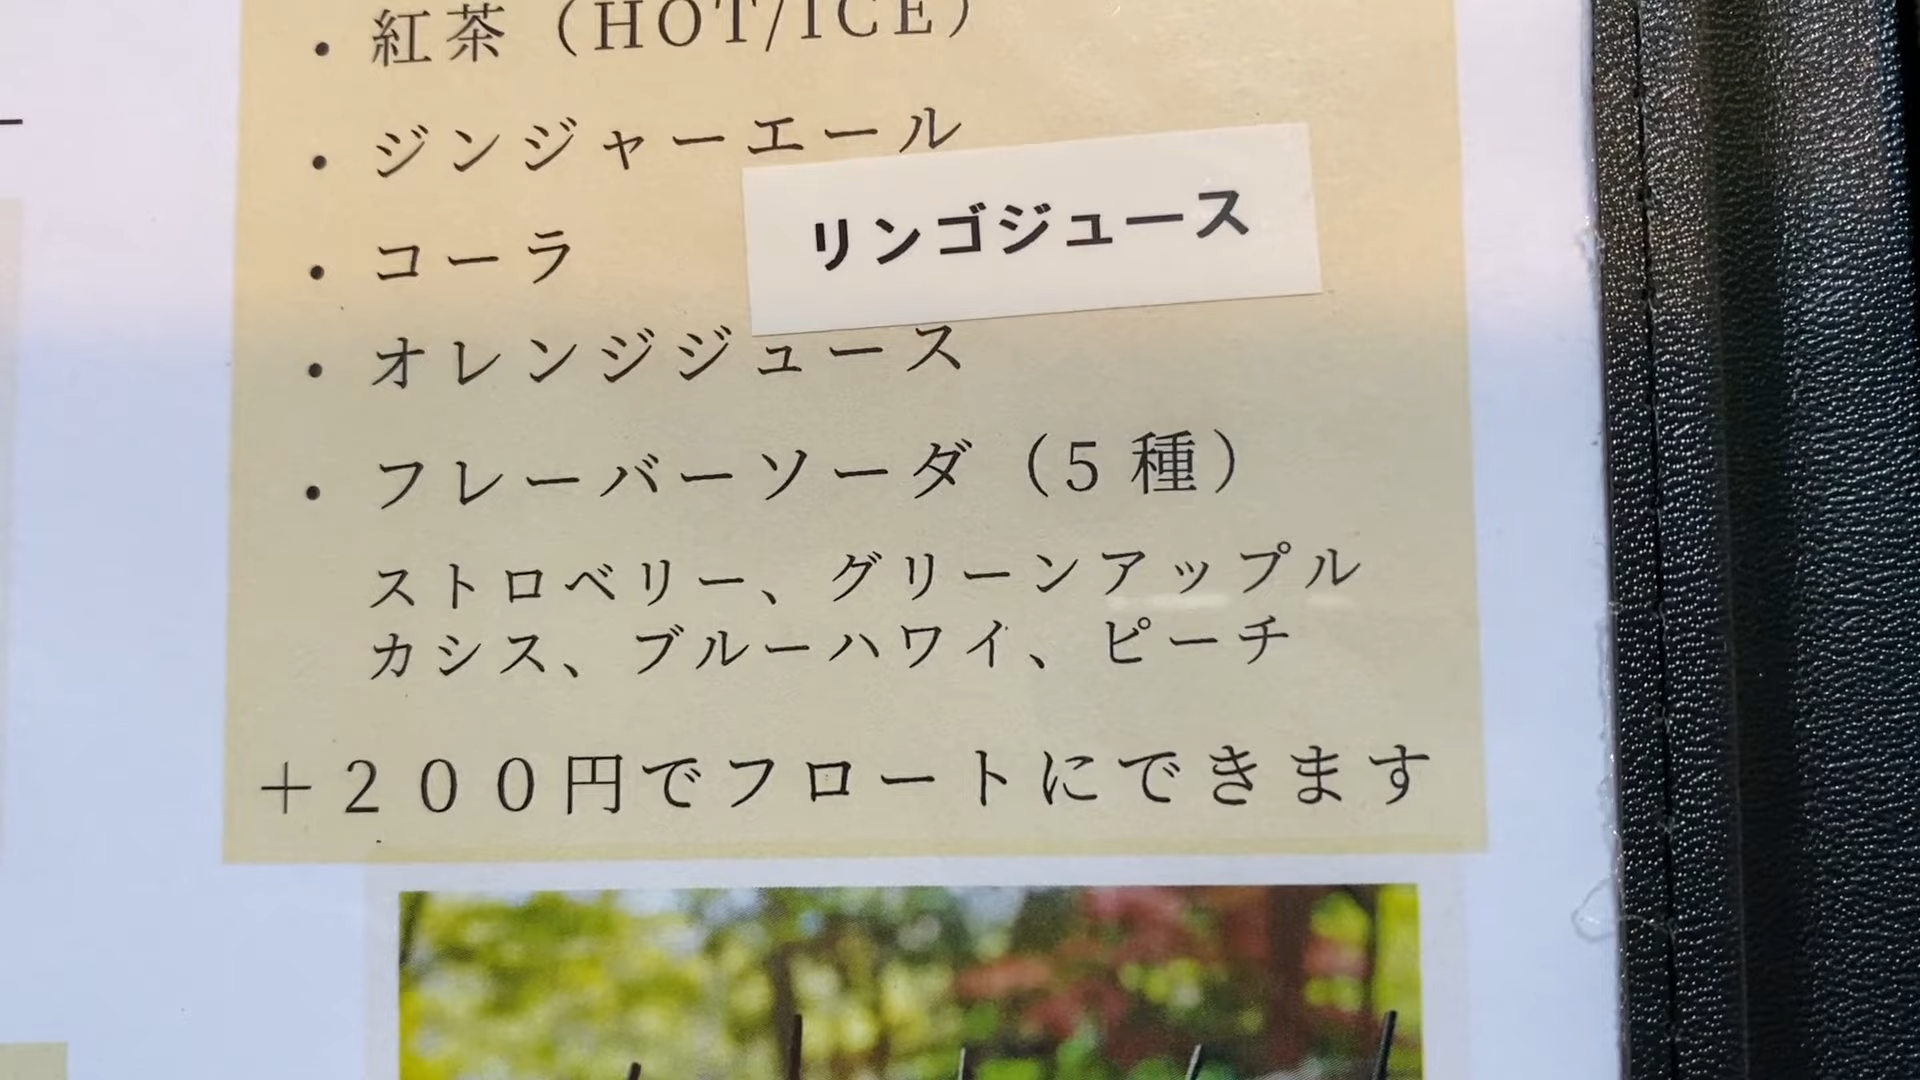 ・紅茶（HOT/ICE）
・ジンジャーエール
リンゴジュース
・コーラ
・オレンジジュース
・フレーバーソーダ（5種）
ストロベリー、グリーンアップル
カシス、ブルーハワイ、ピーチ
＋２００円でフロートにできます